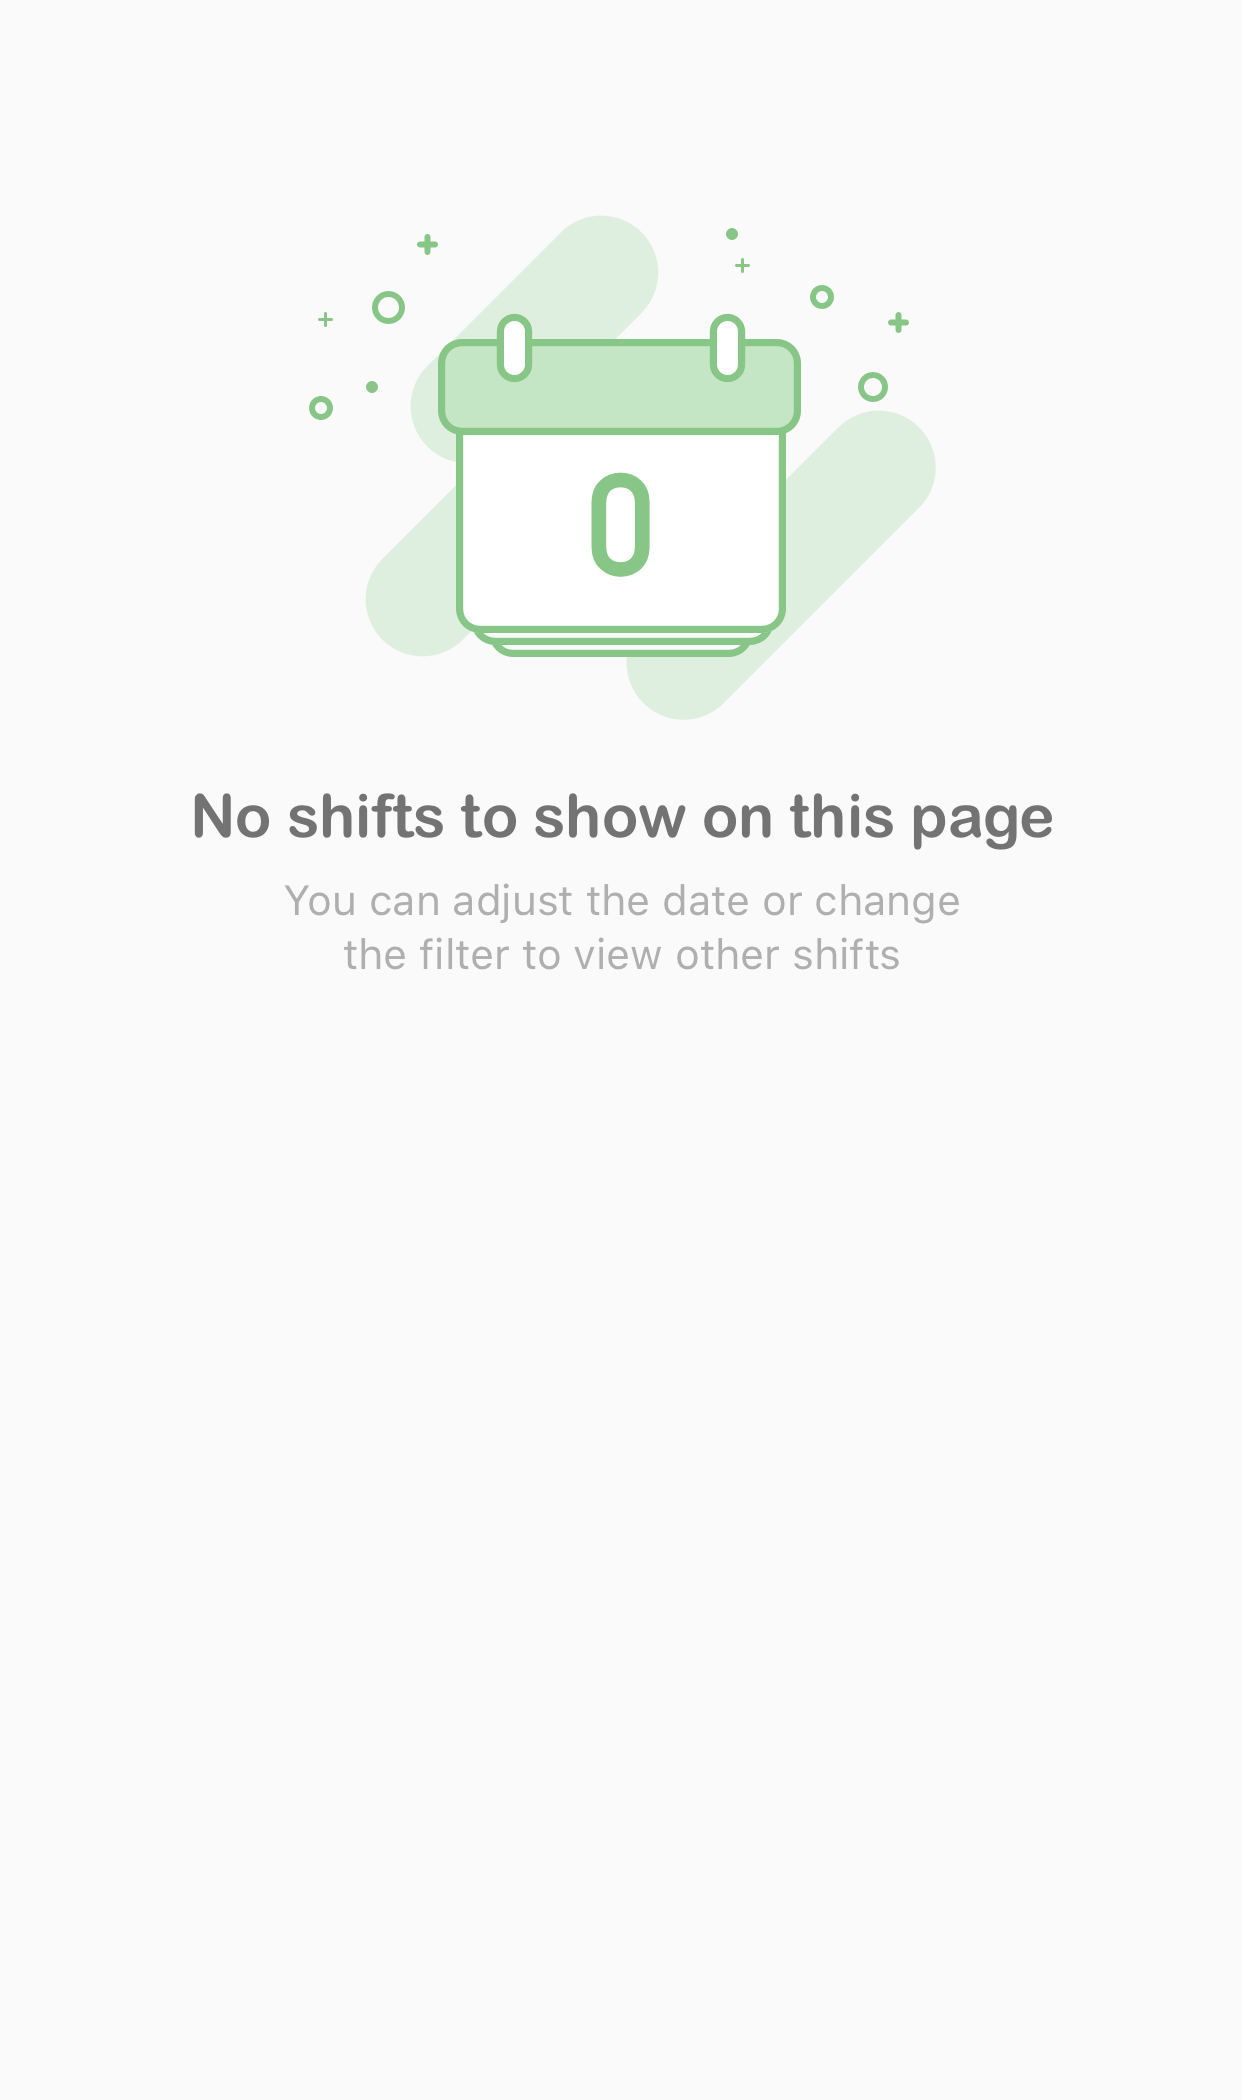 0
No shifts to show on this page
You can adjust the date or change
the filter to view other shifts